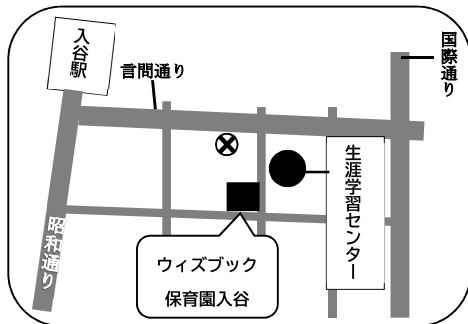 入谷駅
言問通り
国際通り
生涯学習センター
昭和通り
ウィズブック
保育園入谷